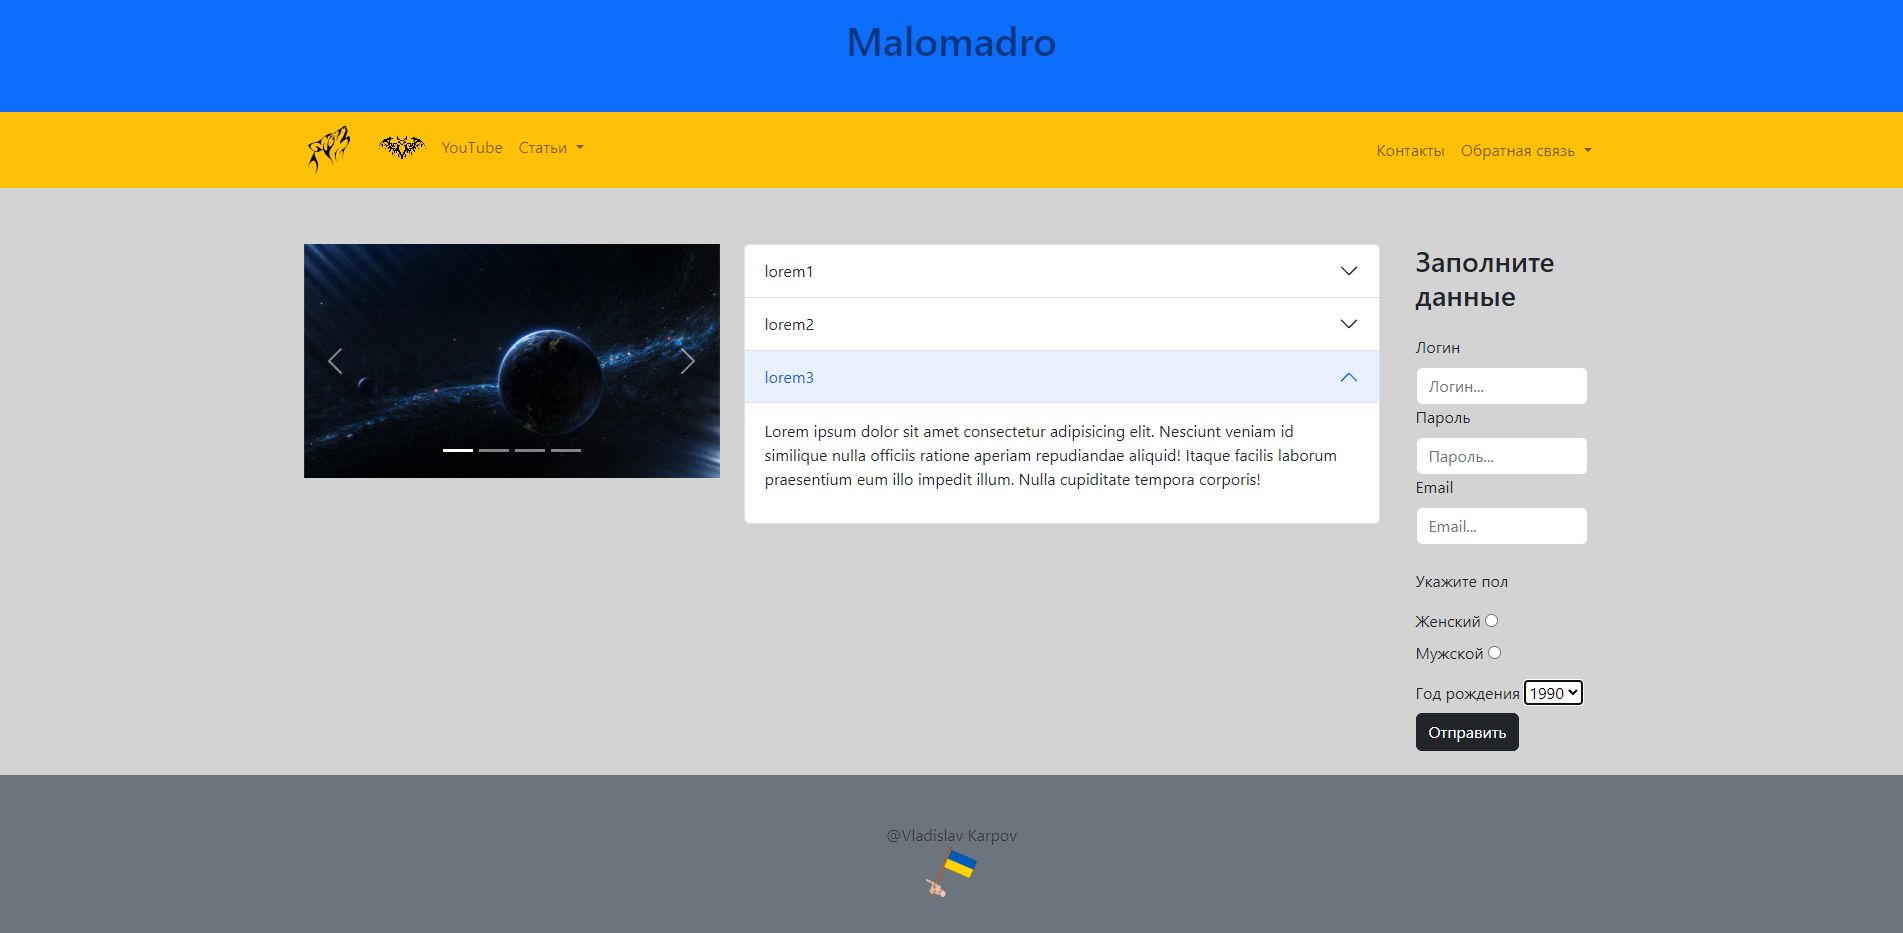 Malomadro
YouTube Статьи Контакты Обратная связь
lorem1
lorem2
lorem3
Lorem ipsum dolor sit amet consectetur adipisicing elit. Nesciunt veniam id
similique nulla officiis ratione aperiam repudiandae aliquid! Itaque facilis laborum
praesentium eum illo impedit illum. Nulla cupiditate tempora corporis!
Заполните
данные
Логин
Логин...
Пароль
Пароль...
Email
Email...
Укажите пол
Женский
Мужской
Год рождения 1990
Отправить
@Vladislav Karpov